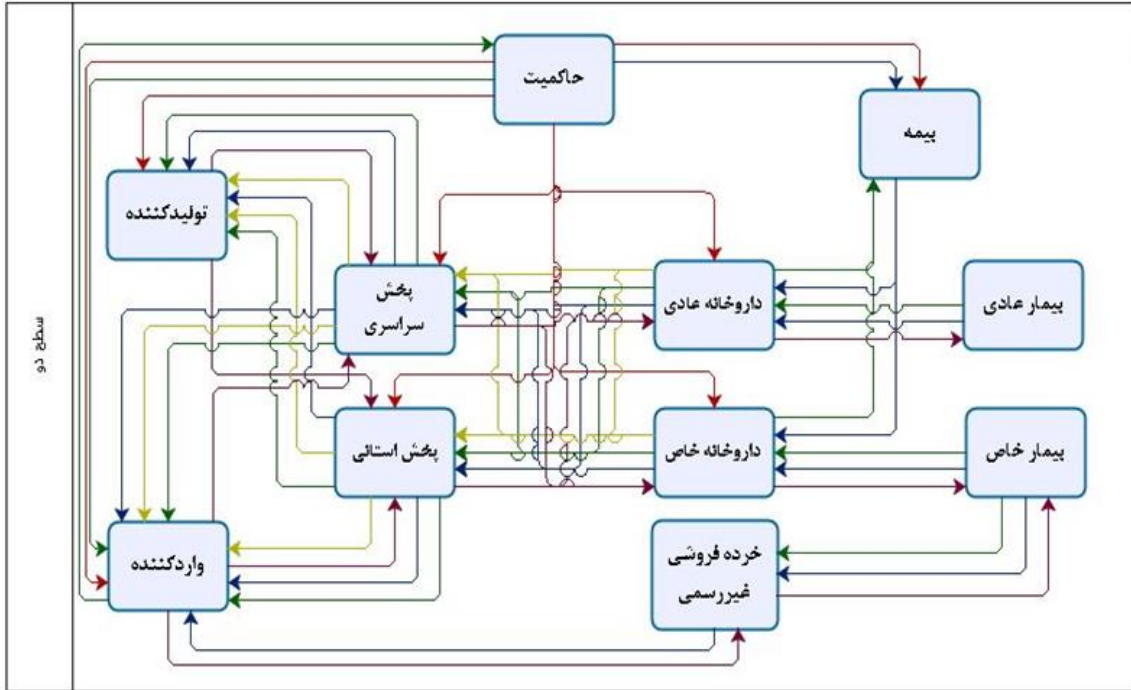 حاکمیت
پیمه
تولیدکننده
پخش
سراسری
داروخانه عادی
بیمار عادی
سطح دو
پخش استانی
داروخانه خاص
بیمار خاص
واردکننده
خرده فروشی
غیررسمی